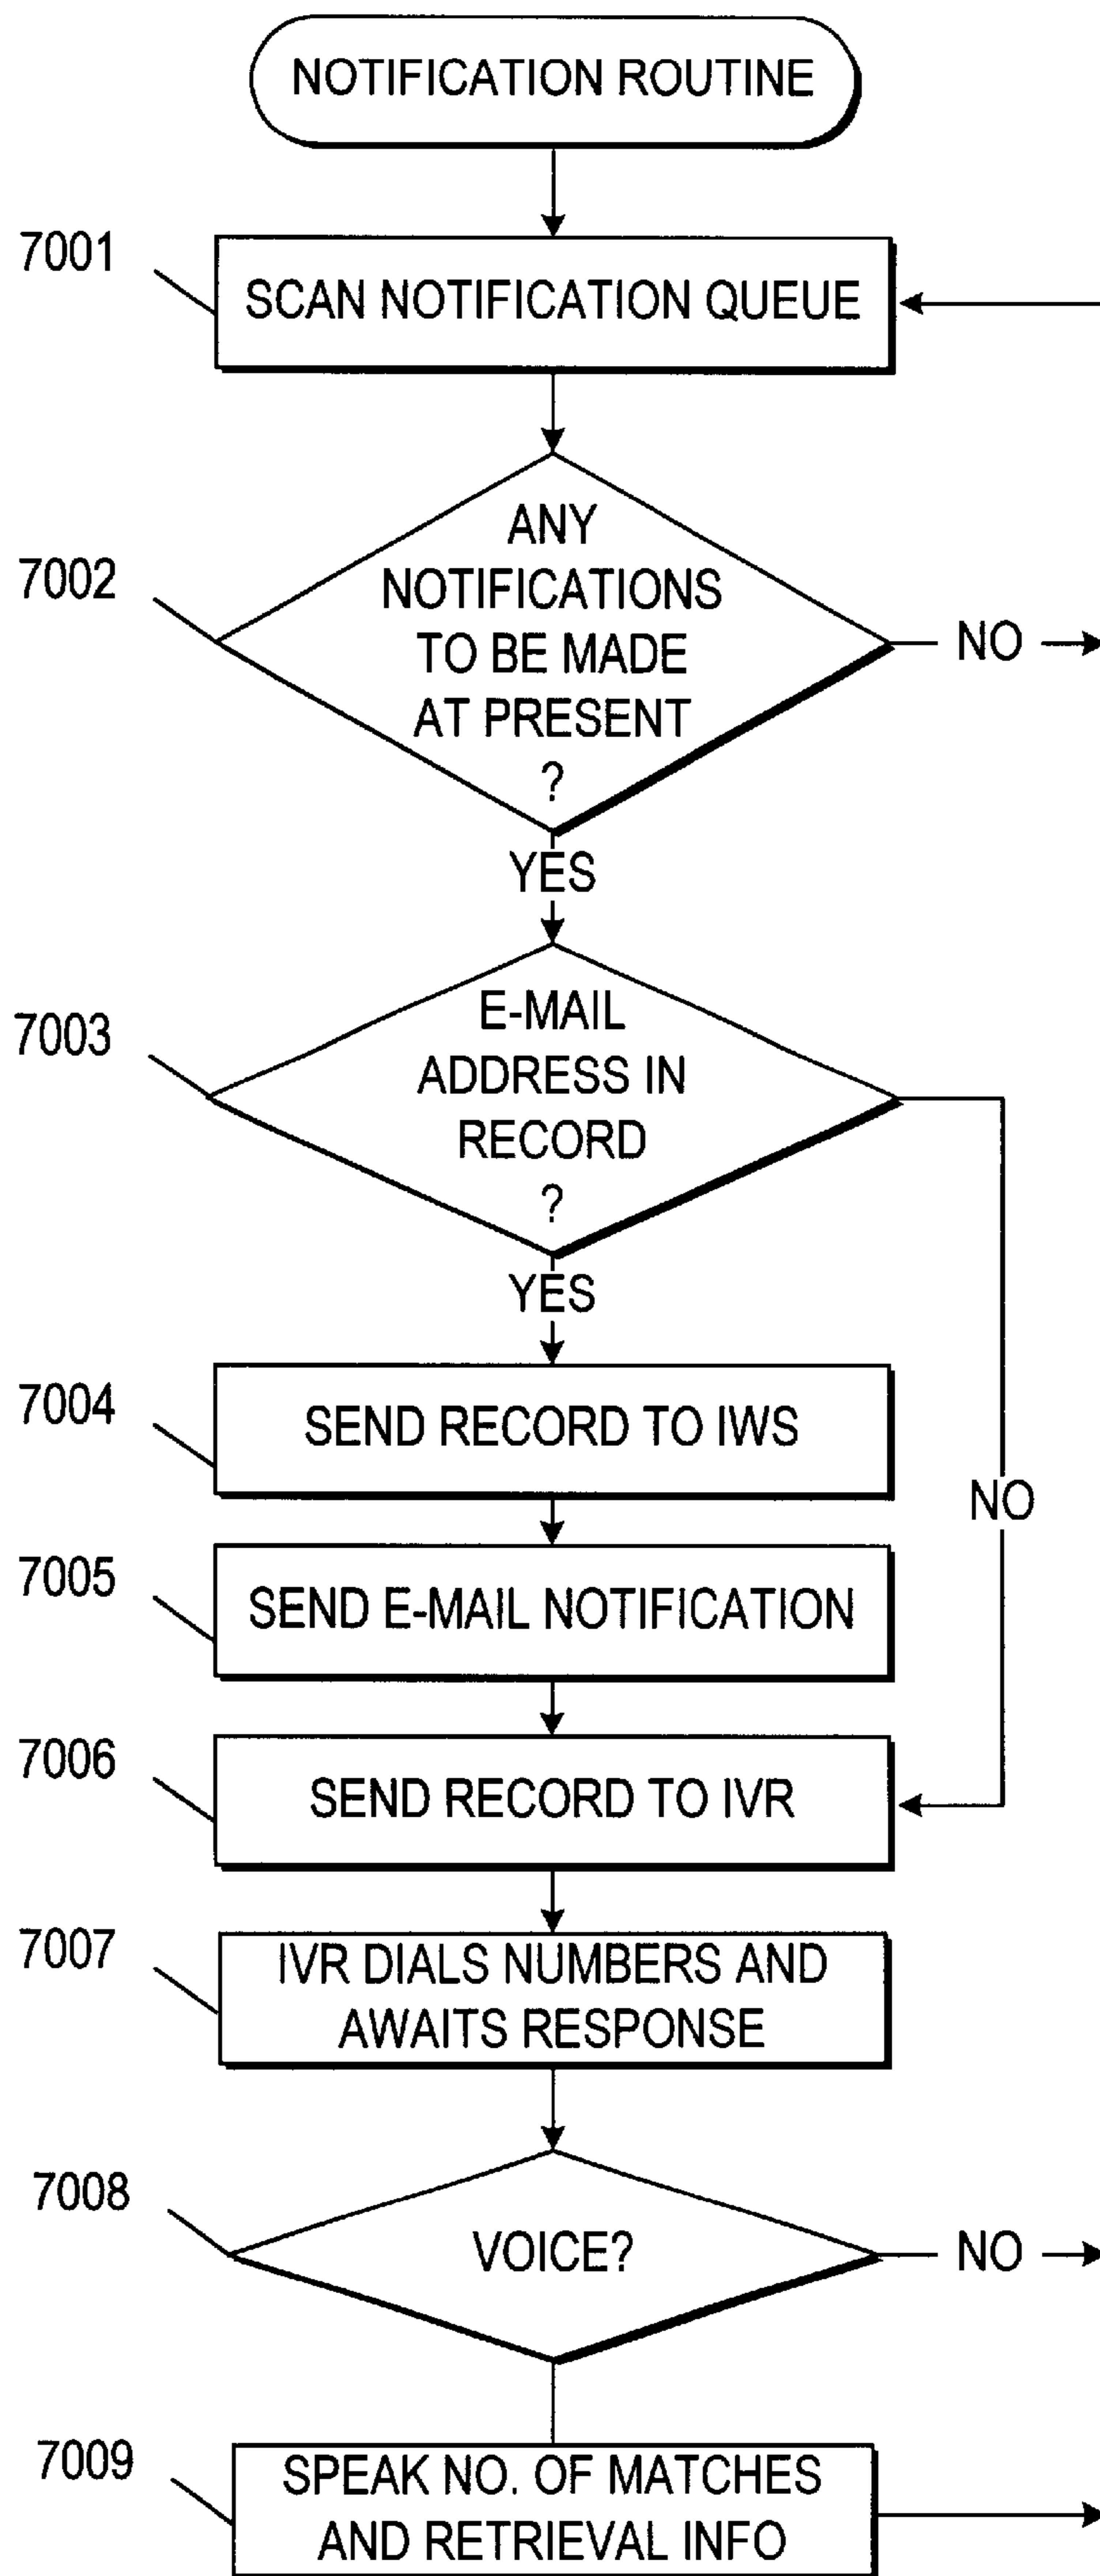 NOTIFICATION ROUTINE
7001
SCAN NOTIFICATION QUEUE
7002
ANY
NOTIFICATIONS
TO BE MADE
AT PRESENT
?
NO
YES
7003
E-MAIL
ADDRESS IN
RECORD
?
YES
7004
SEND RECORD TO IWS
NO
7005
SEND E-MAIL NOTIFICATION
7006
SEND RECORD TO IVR
7007
IVR DIALS NUMBERS AND
AWAITS RESPONSE
7008
VOICE?
NO
7009
SPEAK NO. OF MATCHES
AND RETRIEVAL INFO